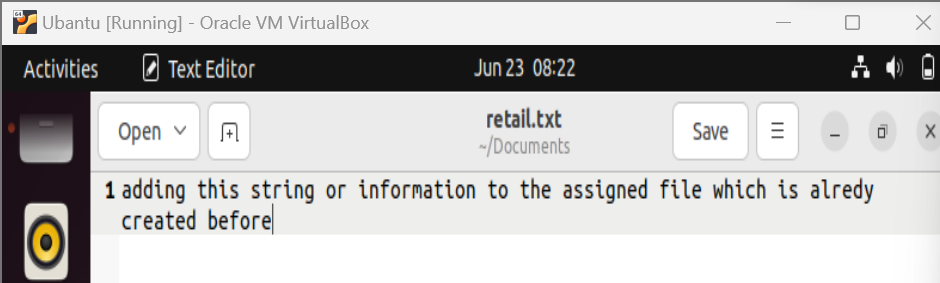 Ubantu [Running] - Oracle VM VirtualBox
Activities Text Editor Jun 23 08:22
Open retail.txt Save
~/Documents
1 adding this string or information to the assigned file which is alredy
created before